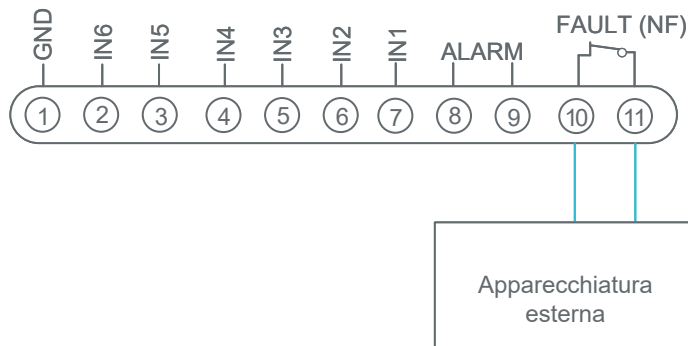 GND
IN6
IN5
IN4
IN3
IN2
IN1
ALARM
FAULT (NF)
1 2 3 4 5 6 7 8 9 10 11
Apparecchiatura
esterna